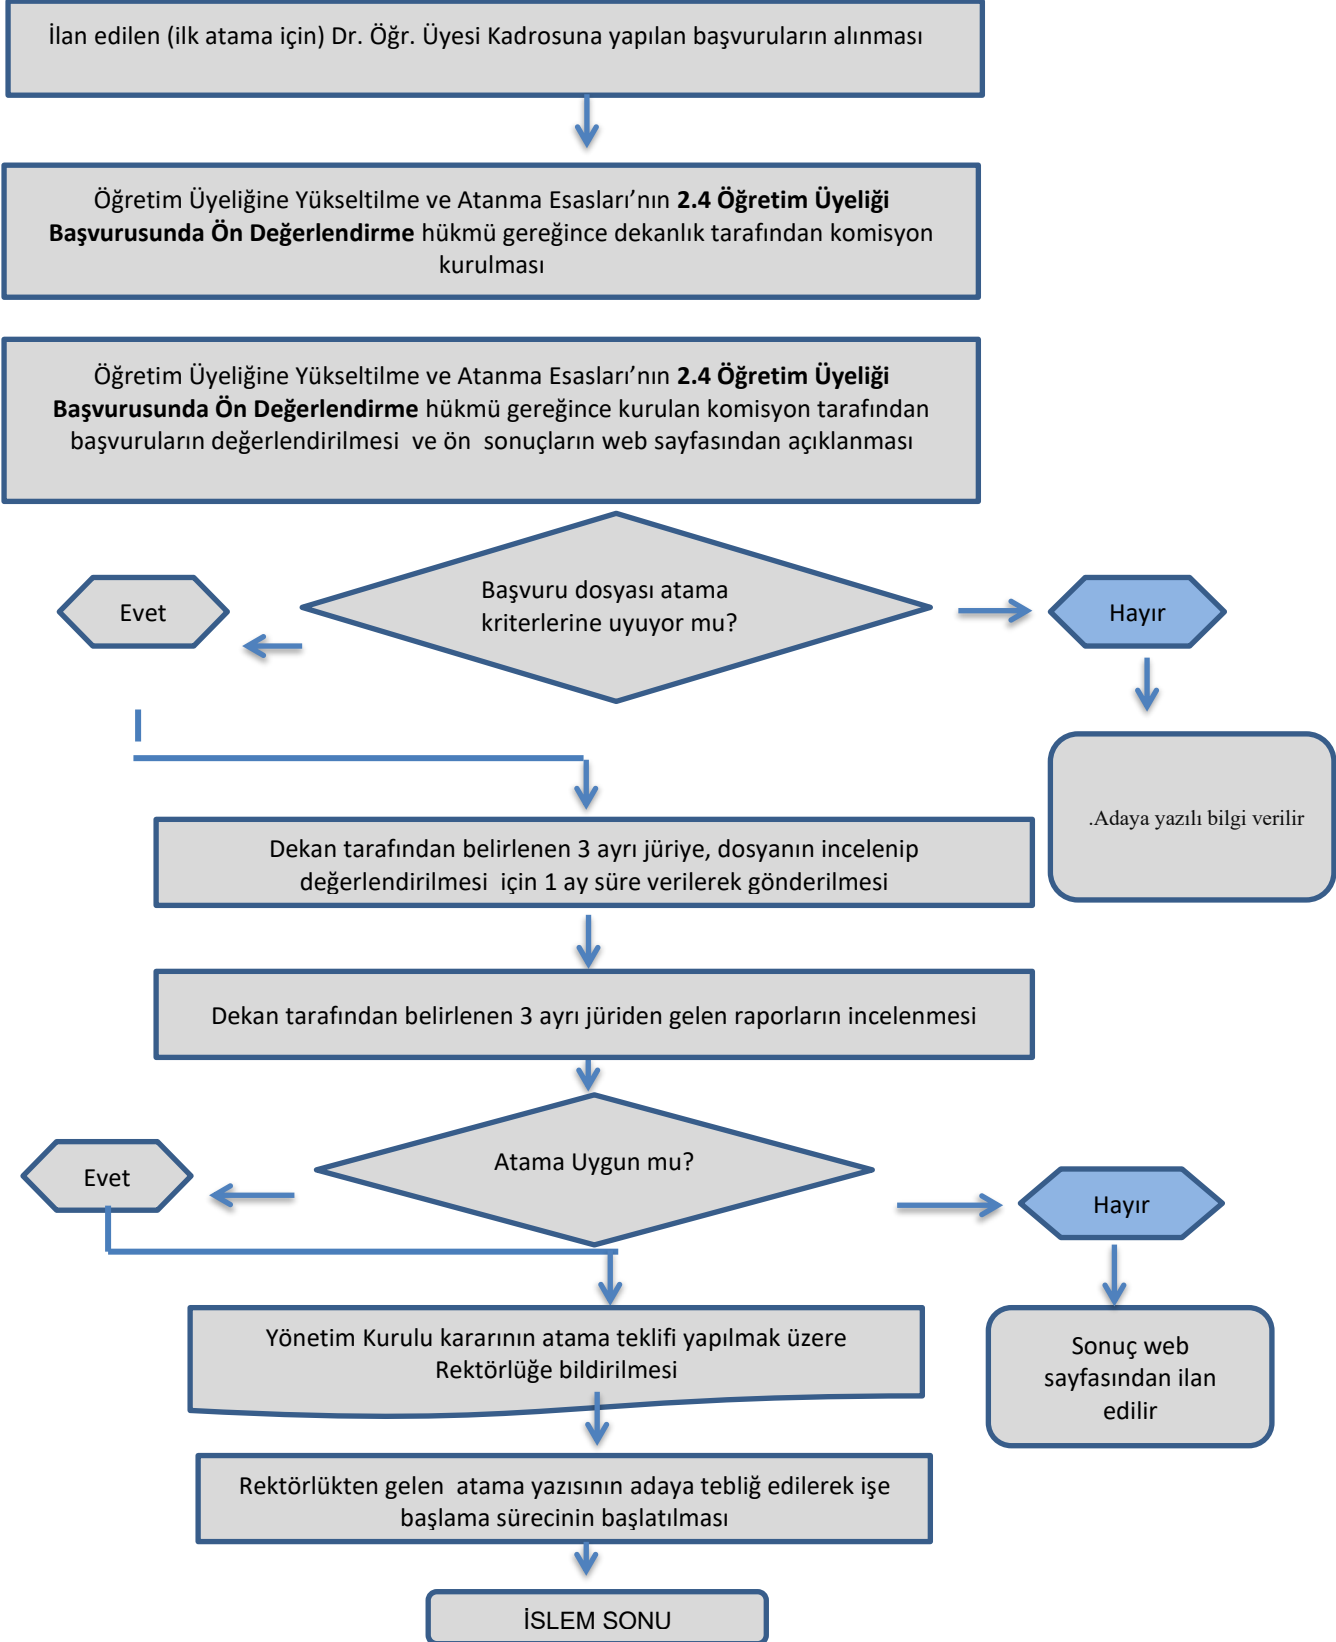 İlan edilen (ilk atama için) Dr. Öğr. Üyesi Kadrosuna yapılan başvuruların alınması
Öğretim Üyeliğine Yükseltilme ve Atanma Esasları’nın 2.4 Öğretim Üyeliği
Başvurusunda Ön Değerlendirme hükmü gereğince dekanlık tarafından komisyon
kurulması
Öğretim Üyeliğine Yükseltilme ve Atanma Esasları’nın 2.4 Öğretim Üyeliği
Başvurusunda Ön Değerlendirme hükmü gereğince kurulan komisyon tarafından
başvuruların değerlendirilmesi ve ön sonuçların web sayfasından açıklanması
Başvuru dosyası atama
kriterlerine uyuyor mu?
Evet
Hayır
.Adaya yazılı bilgi verilir
Dekan tarafından belirlenen 3 ayrı jüriye, dosyanın incelenip
değerlendirilmesi için 1 ay süre verilerek gönderilmesi
Dekan tarafından belirlenen 3 ayrı jüriden gelen raporların incelenmesi
Atama Uygun mu?
Evet
Hayır
Yönetim Kurulu kararının atama teklifi yapılmak üzere
Rektörlüğe bildirilmesi
Sonuç web
sayfasından ilan
edilir
Rektörlükten gelen atama yazısının adaya tebliğ edilerek işe
başlama sürecinin başlatılması
İSLEM SONU